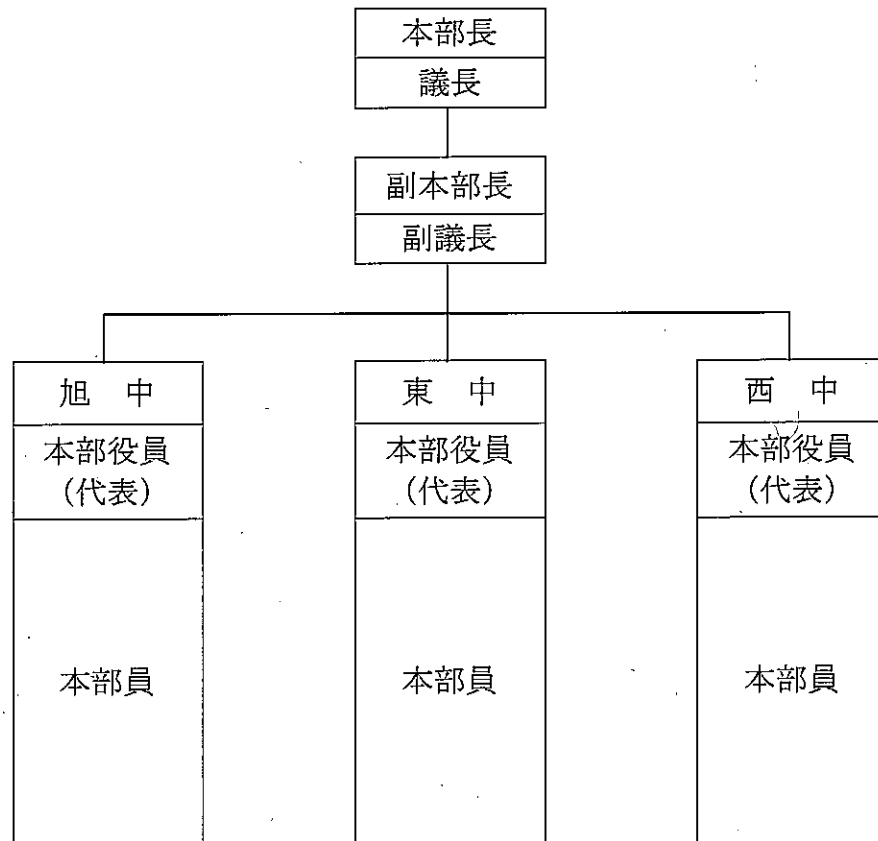 本部長
議長
副本部長
副議長
旭　中
本部役員
(代表)
本部員
東　中
本部役員
(代表)
本部員
西　中
本部役員
(代表)
本部員